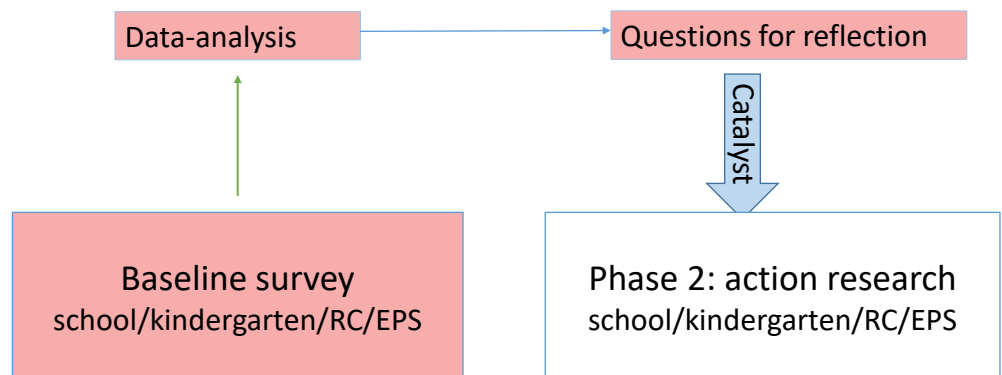 Data-analysis
Questions for reflection
Catalyst
Baseline survey
school/kindergarten/RC/EPS
Phase 2: action research
school/kindergarten/RC/EPS